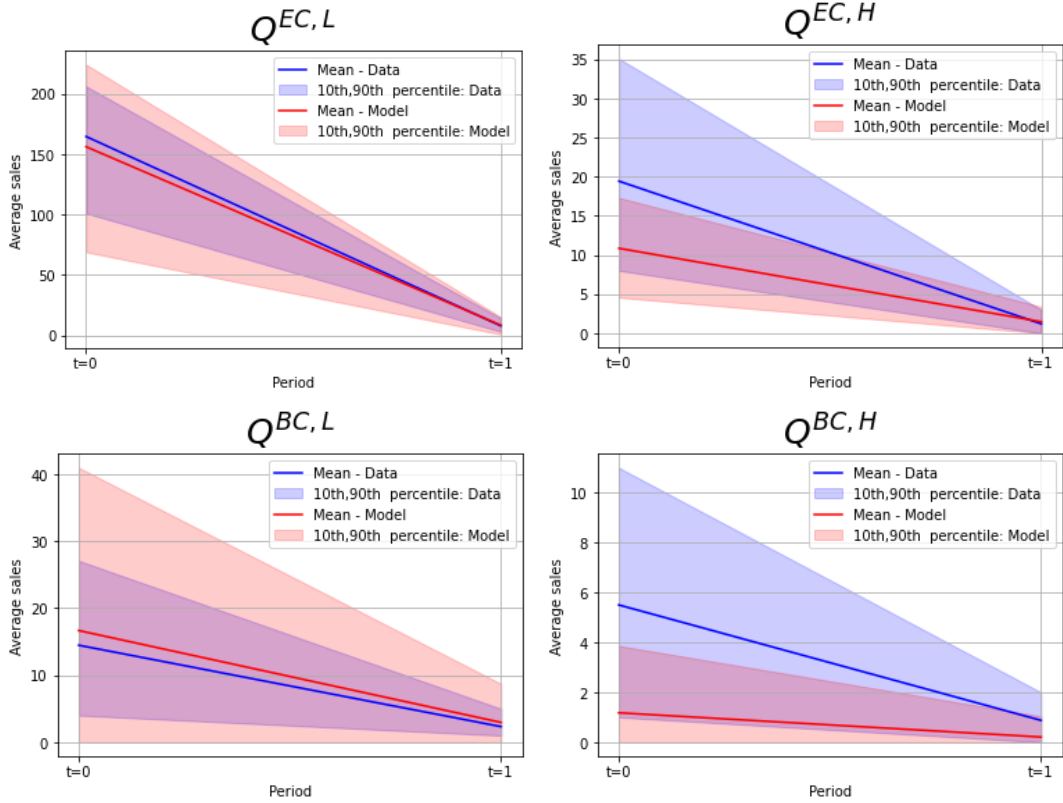 Q^{EC, L}
Mean - Data
10th,90th  percentile: Data
Mean - Model
10th,90th  percentile: Model
Average sales
200
150
100
50
0
t=0
t=1
Period
Q^{EC, H}
Mean - Data
10th,90th  percentile: Data
Mean - Model
10th,90th  percentile: Model
Average sales
35
30
25
20
15
10
5
0
t=0
t=1
Period
Q^{BC, L}
Mean - Data
10th,90th  percentile: Data
Mean - Model
10th,90th  percentile: Model
Average sales
40
30
20
10
0
t=0
t=1
Period
Q^{BC, H}
Mean - Data
10th,90th  percentile: Data
Mean - Model
10th,90th  percentile: Model
Average sales
10
8
6
4
2
0
t=0
t=1
Period